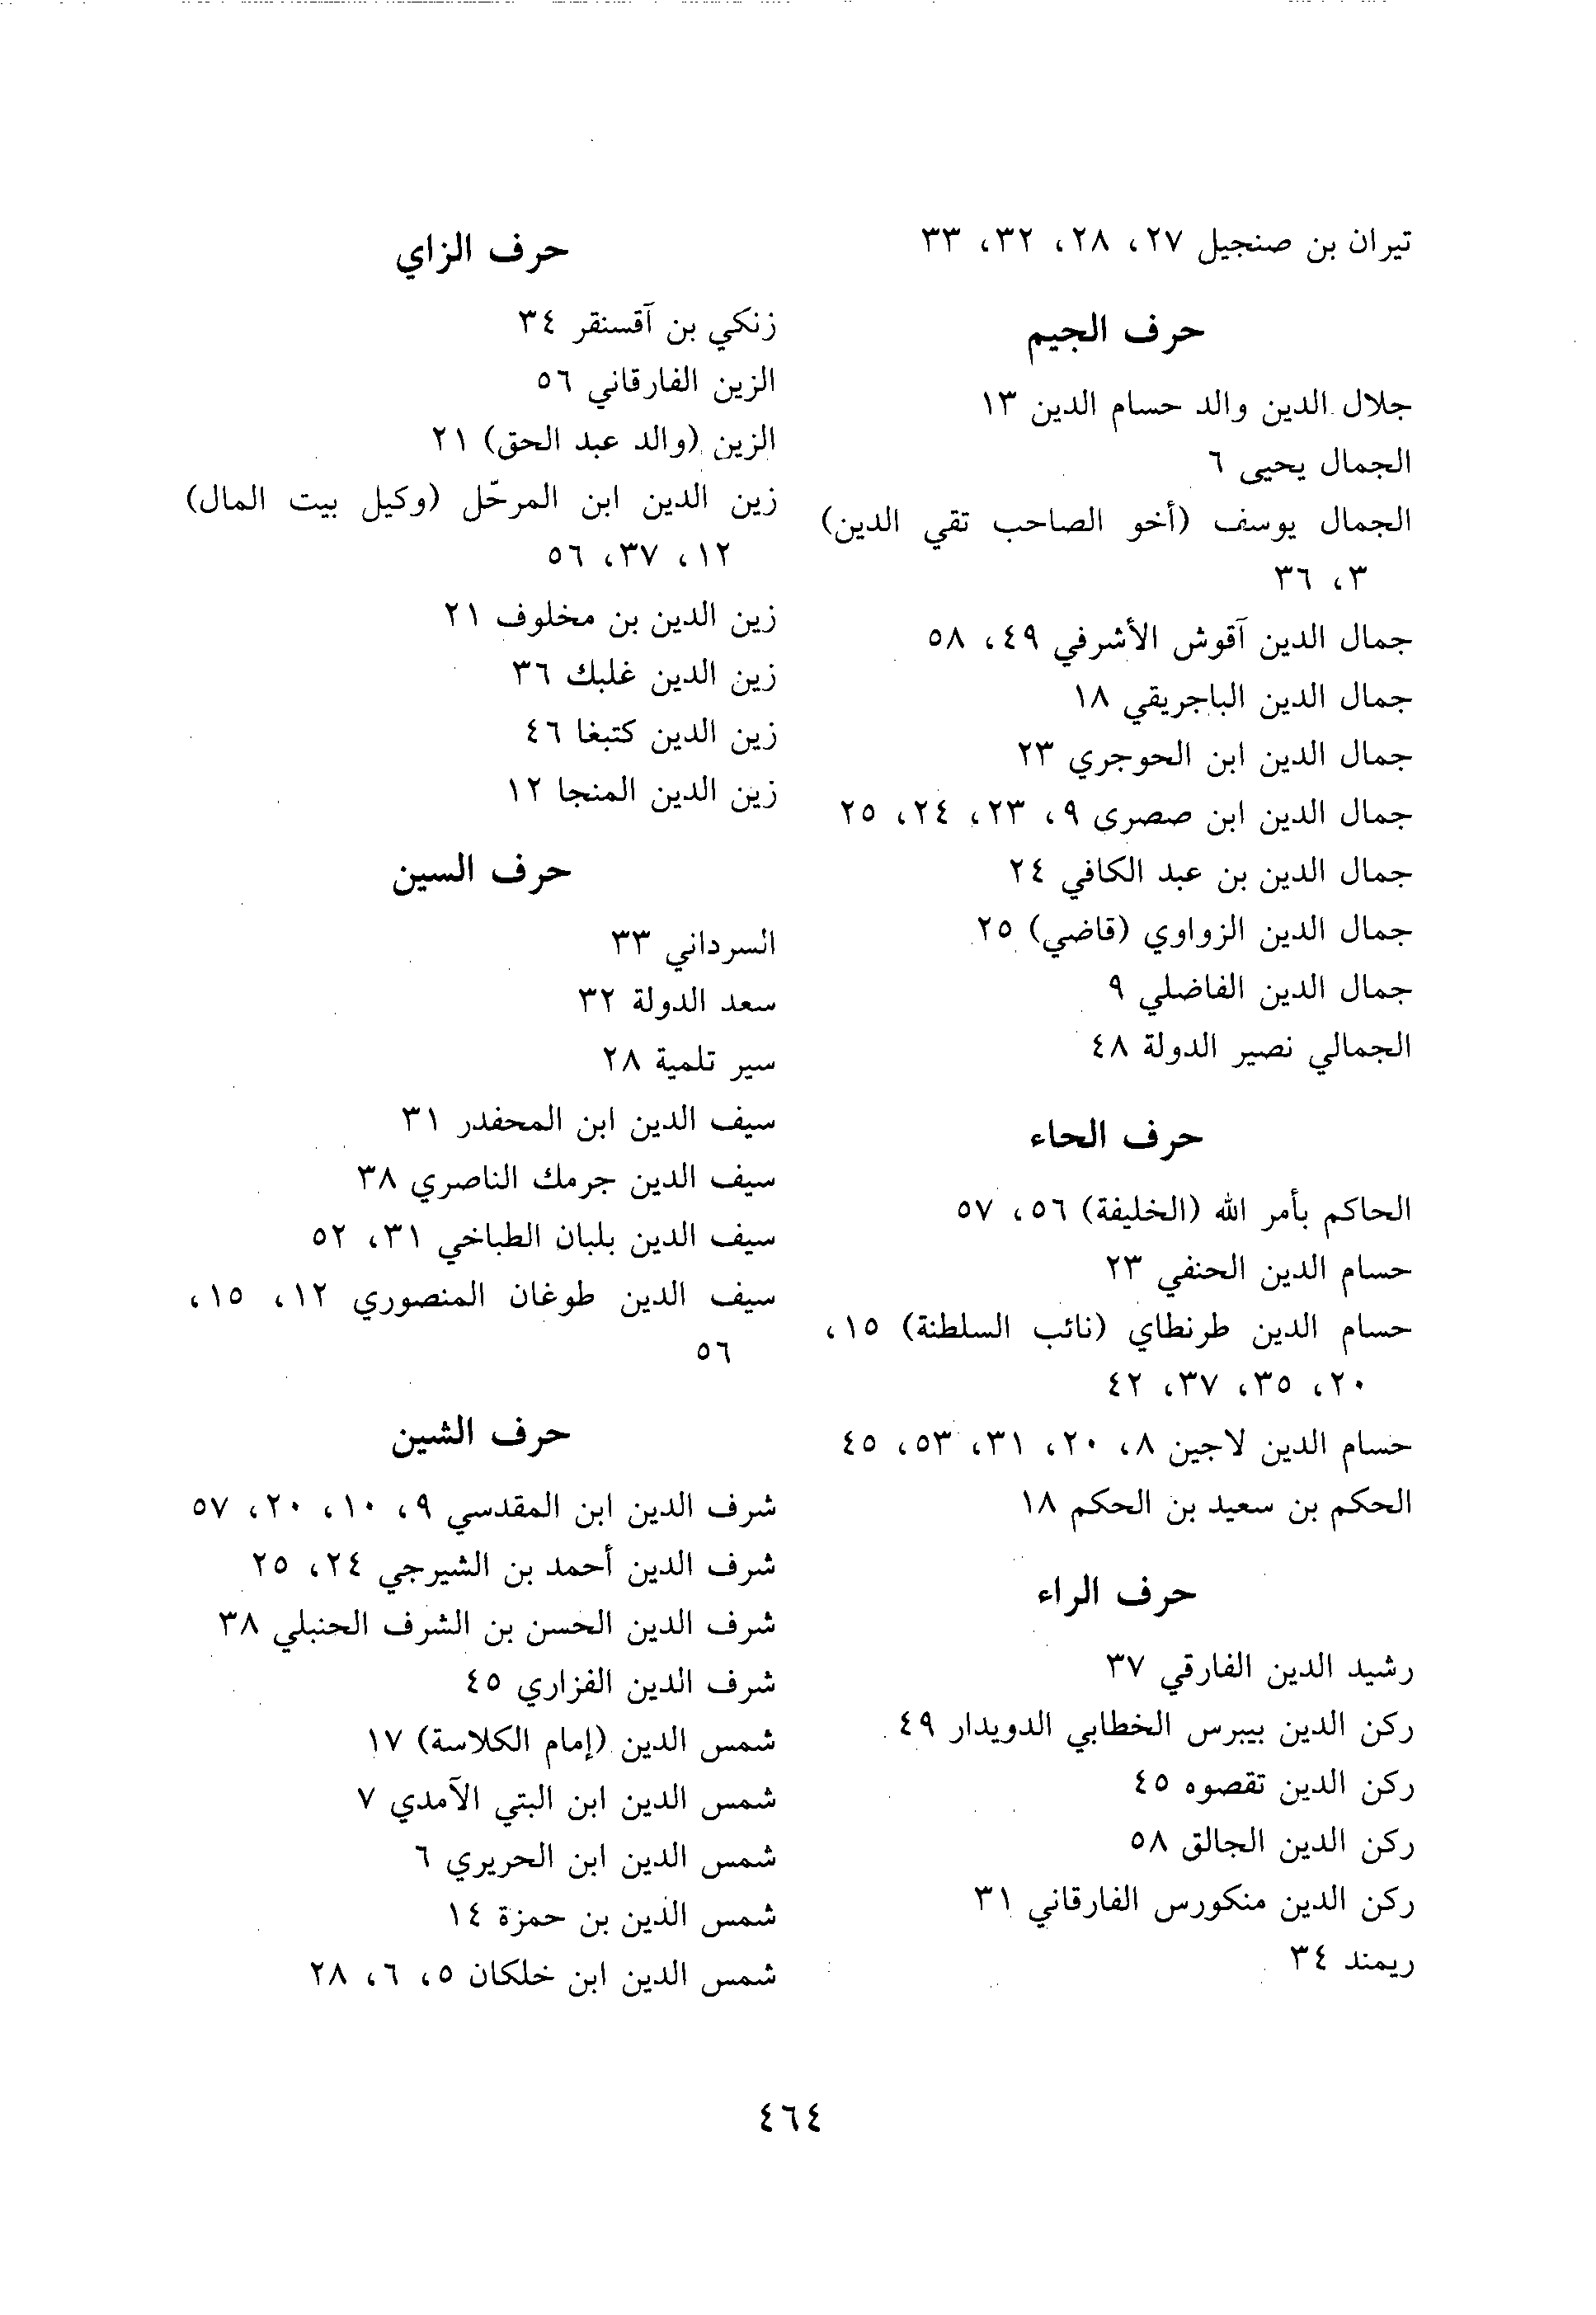 تيران بن صنجيل ٢٧، ٢٨، ٣٢، ٣٣
حرف الجيم
جلال الدين والد حسام الدين ١٣
الجمال يحيى ٦
الجمال يوسف (أخو الصاحب تقي الدين)
٣، ٣٦
جمال الدين آقوش الأشرفي ٤٩، ٥٨
جمال الدين الباجريقي ١٨
جمال الدين ابن الحوجري ٢٣
جمال الدين ابن صصرى ٩، ٢٣، ٢٤، ٢٥
جمال الدين بن عبد الكافي ٢٤
جمال الدين الزواوي (قاضي) ٢٥
جمال الدين الفاضلي ٩
الجمالي نصير الدولة ٤٨
حرف الحاء
الحاكم بأمر الله (الخليفة) ٥٦، ٥٧
حسام الدين الحنفي ٢٣
حسام الدين طرنطاي (نائب السلطنة) ١٥،
٢٠، ٣٥، ٣٧، ٤٢
حسام الدين لاجين ٨، ٢٠، ٣١، ٥٣، ٤٥
الحكم بن سعيد بن الحكم ١٨
حرف الراء
رشيد الدين الفارقي ٣٧
ركن الدين بيبرس الخطابي الدويدار ٤٩
ركن الدين تقصوه ٤٥
ركن الدين الجالق ٥٨
ركن الدين منكورس الفارقاني ٣١
ريمند ٣٤
حرف الزاي
زنكي بن آقسنقر ٣٤
الزين الفارقاني ٥٦
الزين (والد عبد الحق) ٢١
زين الدين ابن المرحّل (وكيل بيت المال)
١٢، ٣٧، ٥٦
زين الدين بن مخلوف ٢١
زين الدين غلبك ٣٦
زين الدين كتبغا ٤٦
زين الدين المنجا ١٢
حرف السين
السرداني ٣٣
سعد الدولة ٣٢
سير تلمية ٢٨
سيف الدين ابن المحفدر ٣١
سيف الدين جرمك الناصري ٣٨
سيف الدين بلبان الطباخي ٣١، ٥٢
سيف الدين طوغان المنصوري ١٢، ١٥،
٥٦
حرف الشين
شرف الدين ابن المقدسي ٩، ١٠، ٢٠، ٥٧
شرف الدين أحمد بن الشيرجي ٢٤، ٢٥
شرف الدين الحسن بن الشرف الحنبلي ٣٨
شرف الدين الفزاري ٤٥
شمس الدين (إمام الكلاسة) ١٧
شمس الدين ابن البتي الآمدي ٧
شمس الدين ابن الحريري ٦
شمس الدين بن حمزة ١٤
شمس الدين ابن خلكان ٥، ٦، ٢٨
٤٦٤